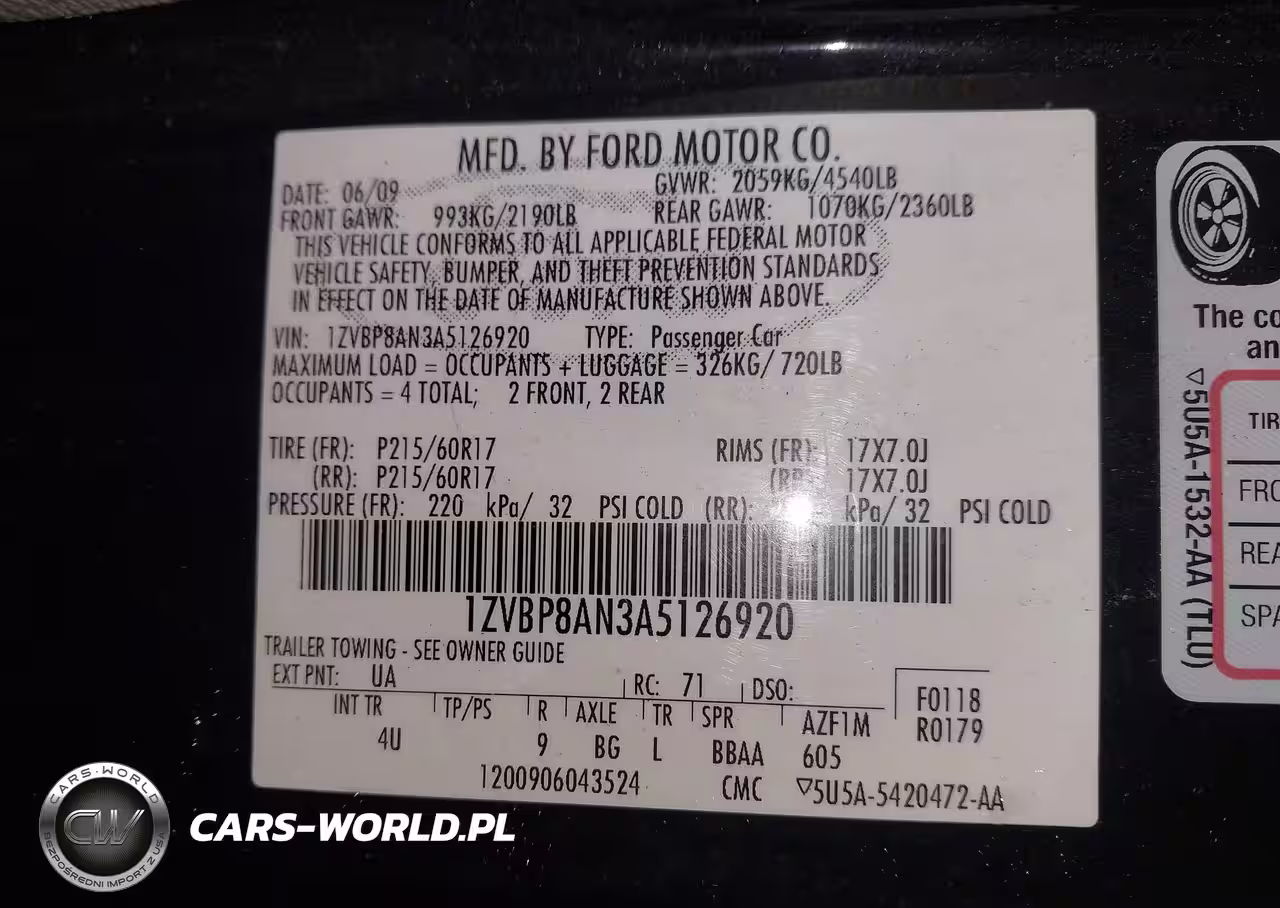 MFD. BY FORD MOTOR CO.
DATE: 06/09 GVWR: 2059KG/4540LB
FRONT GAWR: 993KG/2190LB REAR GAWR: 1070KG/2360LB
THIS VEHICLE CONFORMS TO ALL APPLICABLE FEDERAL MOTOR
VEHICLE SAFETY, BUMPER, AND THEFT PREVENTION STANDARDS
IN EFFECT ON THE DATE OF MANUFACTURE SHOWN ABOVE.
VIN: 1ZVBP8AN3A5126920 TYPE: Passenger Car
MAXIMUM LOAD = OCCUPANTS + LUGGAGE = 326KG/ 720LB
OCCUPANTS = 4 TOTAL; 2 FRONT, 2 REAR
TIRE (FR): P215/60R17 RIMS (FR): 17X7.0J
(RR): P215/60R17 (RR): 17X7.0J
PRESSURE (FR): 220 kPa/ 32 PSI COLD (RR): kPa/ 32 PSI COLD
1ZVBP8AN3A5126920
TRAILER TOWING - SEE OWNER GUIDE
EXT PNT: UA RC: 71 DSO:
INT TR TP/PS R AXLE TR SPR AZF1M F0118
4U 9 BG L BBAA 605 R0179
1200906043524 CMC ▽5U5A-5420472-AA
The co
an
▽5U5A-1532-AA (TLU)
TIR
FRO
REA
SPA
CARS-WORLD
CW
BEZPOŚREDNI IMPORT Z USA
CARS-WORLD.PL